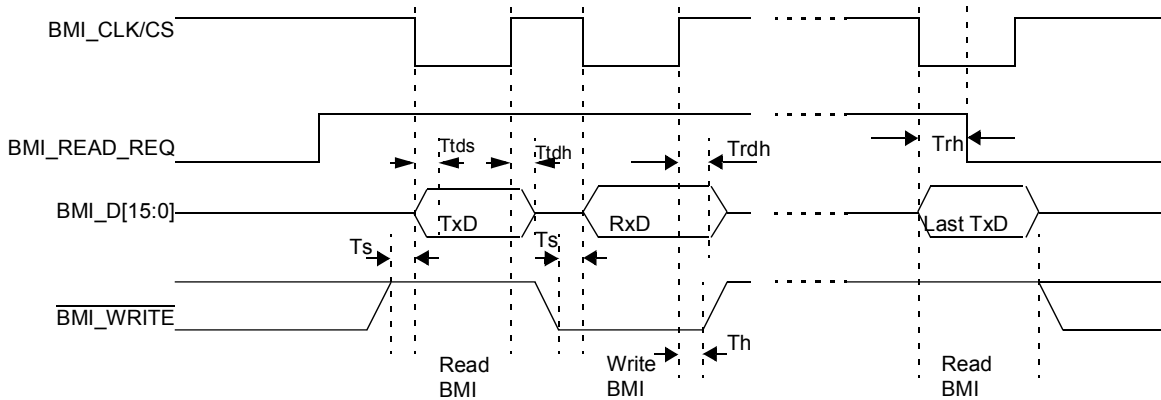 BMI_CLK/CS
BMI_READ_REQ
Ttds
Ttdh
Trdh
Trh
BMI_D[15:0]
TxD
RxD
Last TxD
Ts
Ts
BMI_WRITE
Th
Read
BMI
Write
BMI
Read
BMI